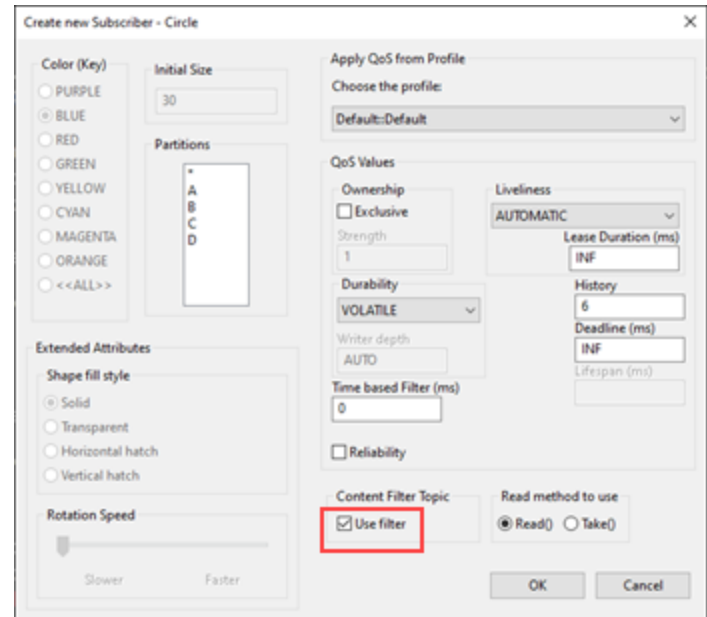 Create new Subscriber - Circle
Color (Key)
PURPLE
BLUE
RED
GREEN
YELLOW
CYAN
MAGENTA
ORANGE
<<ALL>>
Initial Size
30
Partitions
*
A
B
C
D
Extended Attributes
Shape fill style
Solid
Transparent
Horizontal hatch
Vertical hatch
Rotation Speed
Slower Faster
Apply QoS from Profile
Choose the profile:
Default::Default
QoS Values
Ownership
Exclusive
Strength
1
Liveliness
AUTOMATIC
Lease Duration (ms)
INF
Durability
VOLATILE
Writer depth
AUTO
History
6
Deadline (ms)
INF
Lifespan (ms)
Time based Filter (ms)
0
Reliability
Content Filter Topic
Use filter
Read method to use
Read() Take()
OK Cancel